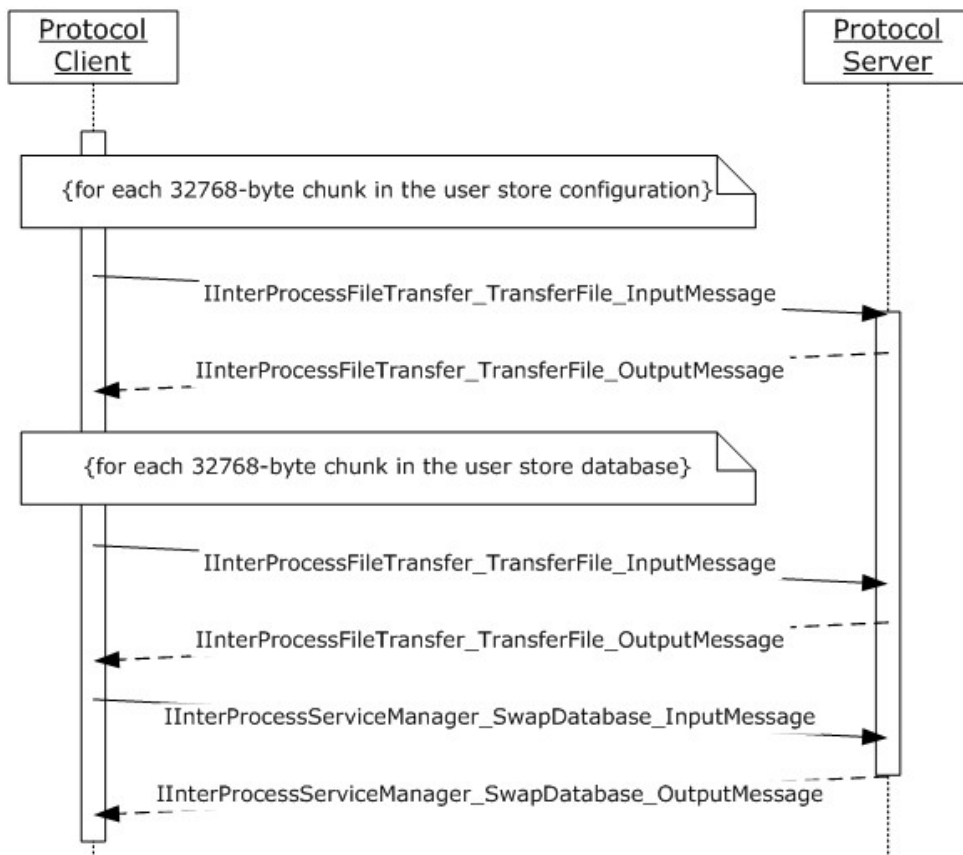 Protocol
Client
Protocol
Server
{for each 32768-byte chunk in the user store configuration}
IInterProcessFileTransfer_TransferFile_InputMessage
IInterProcessFileTransfer_TransferFile_OutputMessage
{for each 32768-byte chunk in the user store database}
IInterProcessFileTransfer_TransferFile_InputMessage
IInterProcessFileTransfer_TransferFile_OutputMessage
IInterProcessServiceManager_SwapDatabase_InputMessage
IInterProcessServiceManager_SwapDatabase_OutputMessage